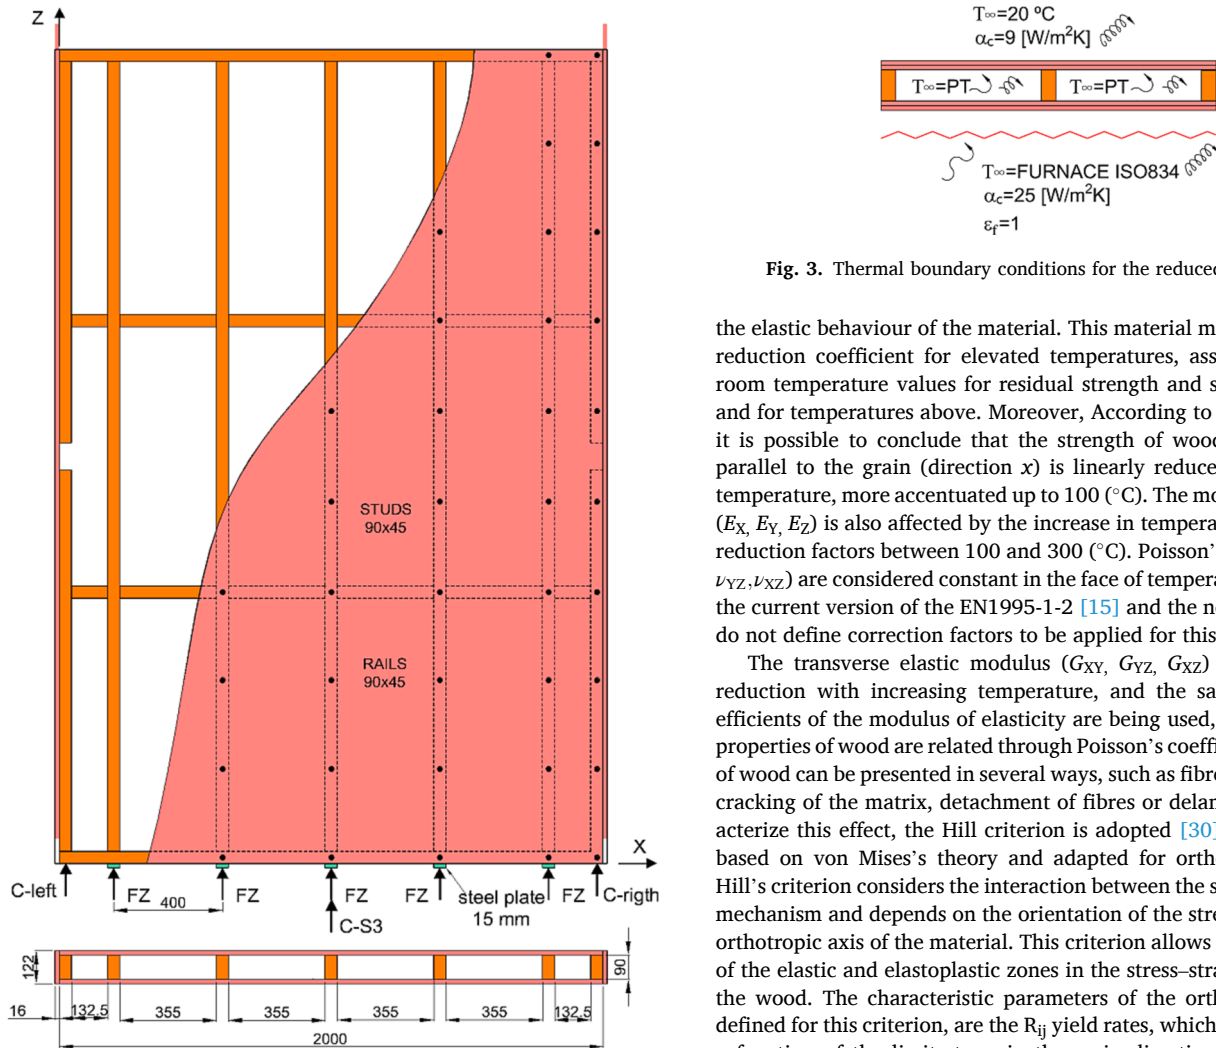 Z
STUDS
90x45
RAILS
90x45
X
C-left
FZ
400
FZ
FZ
C-S3
FZ
steel plate
15 mm
FZ
C-rigth
122
90
16
132,5
355
355
355
355
132,5
2000
T∞=20 ºC
αc=9 [W/m²K]
T∞=PT
T∞=PT
T∞=FURNACE ISO834
αc=25 [W/m²K]
εf=1
Fig. 3. Thermal boundary conditions for the reduced
the elastic behaviour of the material. This material m
reduction coefficient for elevated temperatures, ass
room temperature values for residual strength and s
and for temperatures above. Moreover, According to
it is possible to conclude that the strength of wood
parallel to the grain (direction x) is linearly reduce
temperature, more accentuated up to 100 (°C). The mo
(EX, EY, EZ) is also affected by the increase in tempera
reduction factors between 100 and 300 (°C). Poisson'
νYZ,νXZ) are considered constant in the face of tempera
the current version of the EN1995-1-2 [15] and the n
do not define correction factors to be applied for this
The transverse elastic modulus (GXY, GYZ, GXZ)
reduction with increasing temperature, and the sa
efficients of the modulus of elasticity are being used,
properties of wood are related through Poisson's coeffi
of wood can be presented in several ways, such as fibre
cracking of the matrix, detachment of fibres or delam
acterize this effect, the Hill criterion is adopted [30]
based on von Mises's theory and adapted for ortho
Hill's criterion considers the interaction between the s
mechanism and depends on the orientation of the stre
orthotropic axis of the material. This criterion allows
of the elastic and elastoplastic zones in the stress–stra
the wood. The characteristic parameters of the orth
defined for this criterion, are the Rij yield rates, which